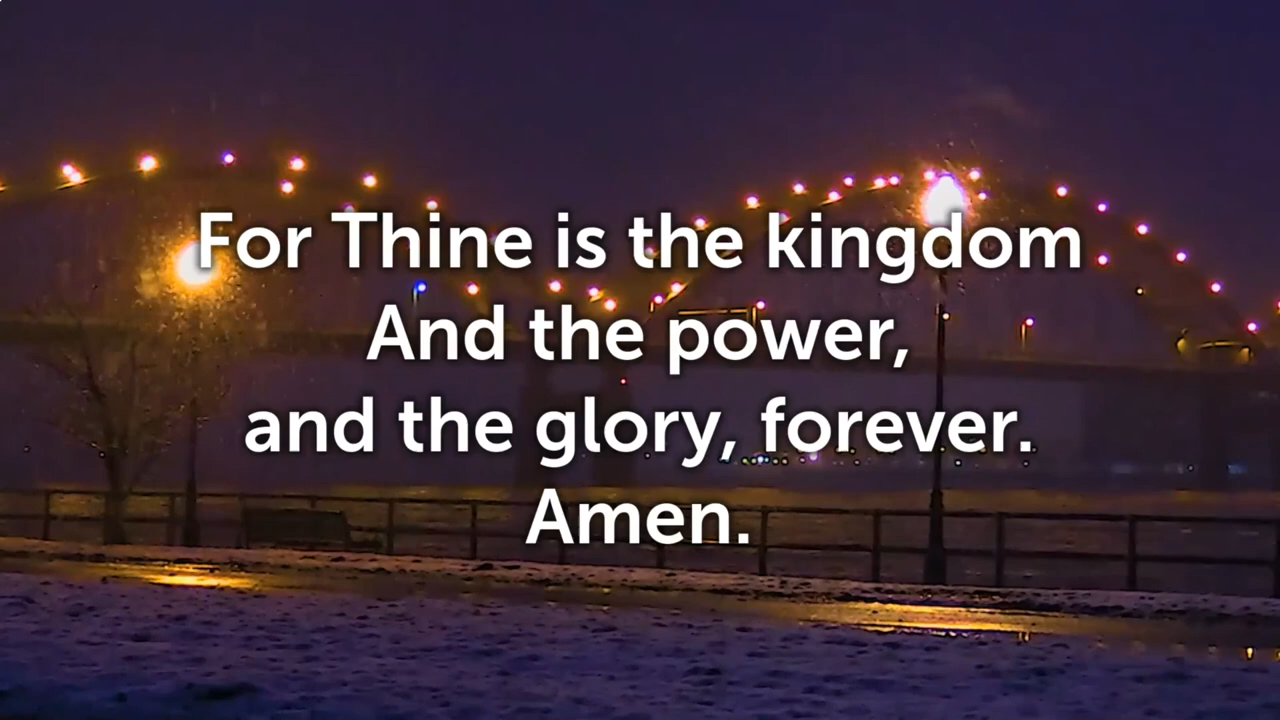 For Thine is the kingdom
And the power,
and the glory, forever.
Amen.